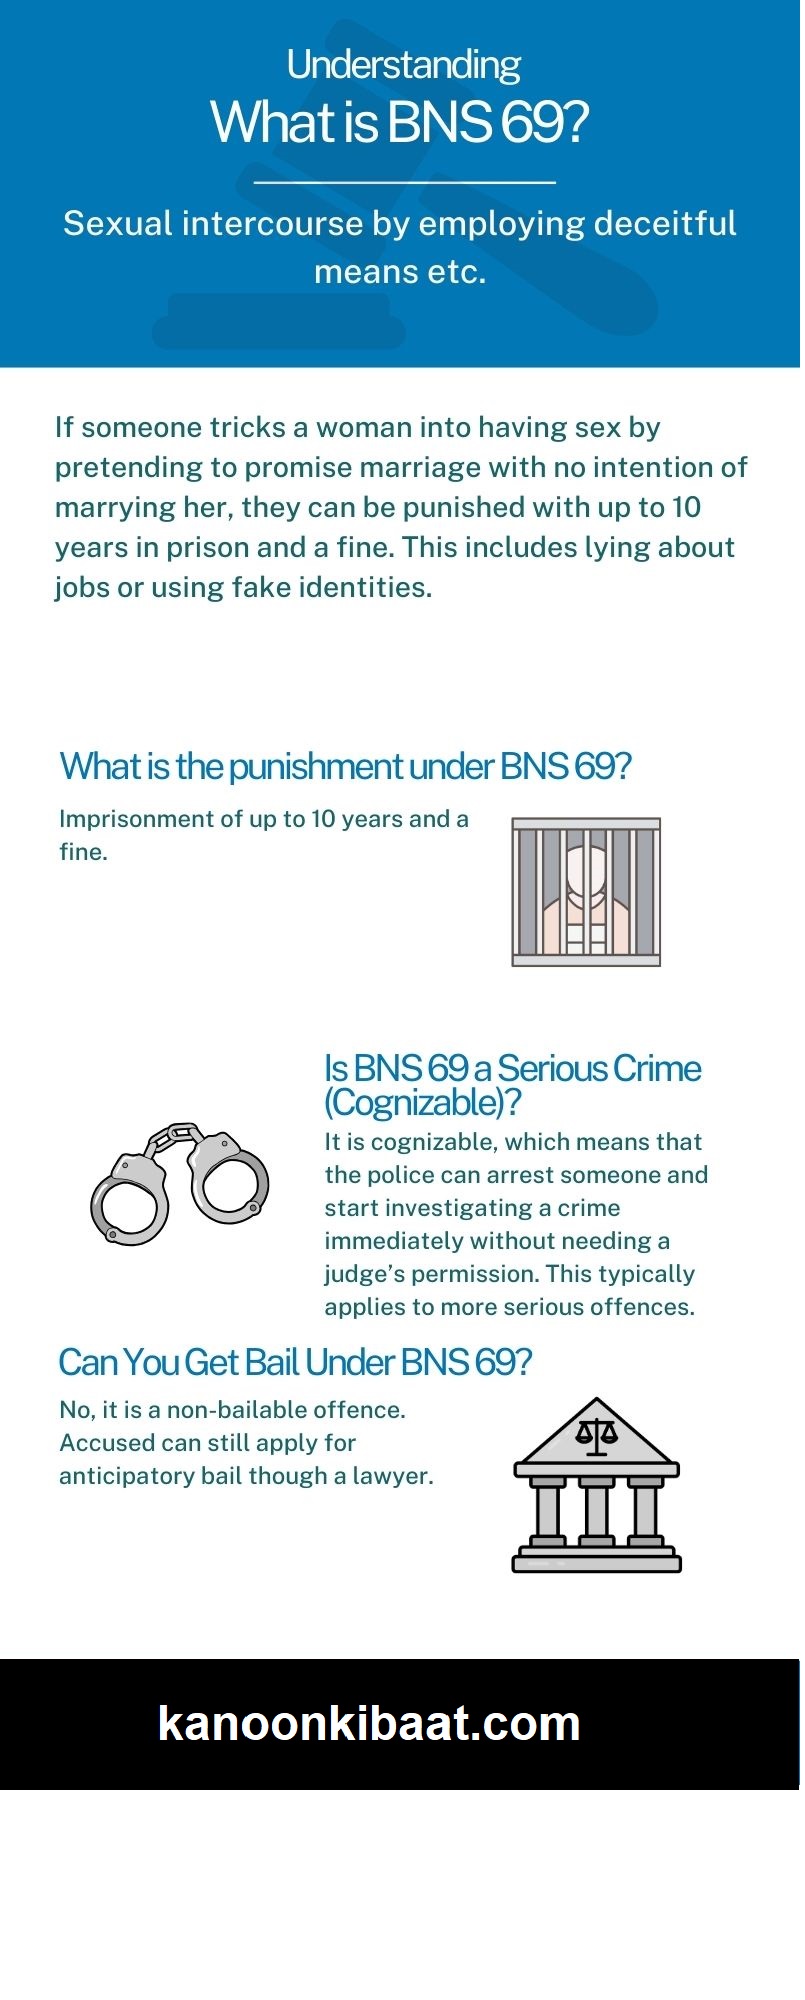 Understanding
What is BNS 69?
Sexual intercourse by employing deceitful
means etc.
If someone tricks a woman into having sex by
pretending to promise marriage with no intention of
marrying her, they can be punished with up to 10
years in prison and a fine. This includes lying about
jobs or using fake identities.
What is the punishment under BNS 69?
Imprisonment of up to 10 years and a
fine.
Is BNS 69 a Serious Crime
(Cognizable)?
It is cognizable, which means that
the police can arrest someone and
start investigating a crime
immediately without needing a
judge’s permission. This typically
applies to more serious offences.
Can You Get Bail Under BNS 69?
No, it is a non-bailable offence.
Accused can still apply for
anticipatory bail though a lawyer.
kanoonkibaat.com